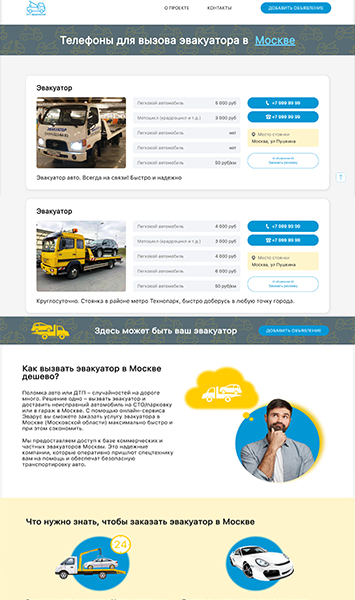 О ПРОЕКТЕ
КОНТАКТЫ
ДОБАВИТЬ ОБЪЯВЛЕНИЕ
Телефоны для вызова эвакуатора в Москве
Эвакуатор
Легковой автомобиль 5 000 руб
Мотоцикл (квадроцикл и т.д.) 3 000 руб
Легковой автомобиль нет
Легковой автомобиль нет
Легковой автомобиль 50 руб/км
+7 999 99 99
+7 999 99 99
Место стоянки
Москва, ул Пушкина
Эвакуатор авто. Всегда на связи! Быстро и надежно
Эвакуатор
Легковой автомобиль 4 000 руб
Мотоцикл (квадроцикл и т.д.) 3 000 руб
Легковой автомобиль 6 000 руб
Легковой автомобиль 6 000 руб
Легковой автомобиль 50 руб/км
+7 999 99 99
+7 999 99 99
Место стоянки
Москва, ул Пушкина
Круглосуточно. Стоянка в районе метро Технопарк, быстро доберусь в любую точку города.
Здесь может быть ваш эвакуатор
ДОБАВИТЬ ОБЪЯВЛЕНИЕ
Как вызвать эвакуатор в Москве
дешево?
Поломка авто или ДТП – случайностей на дороге
много. Решение одно – вызвать эвакуатор и
доставить неисправный автомобиль на СТО/парковку
или в гараж в Москве. С помощью онлайн-сервиса
Эварус вы сможете заказать услугу эвакуатора в
Москве (Московской области) максимально быстро и
при этом сэкономить.
Мы предоставляем доступ к базе коммерческих и
частных эвакуаторов Москвы. Это надежные
компании, которые оперативно пришлют спецтехнику
вам на помощь и обеспечат безопасную
транспортировку авто.
Что нужно знать, чтобы заказать эвакуатор в Москве
24